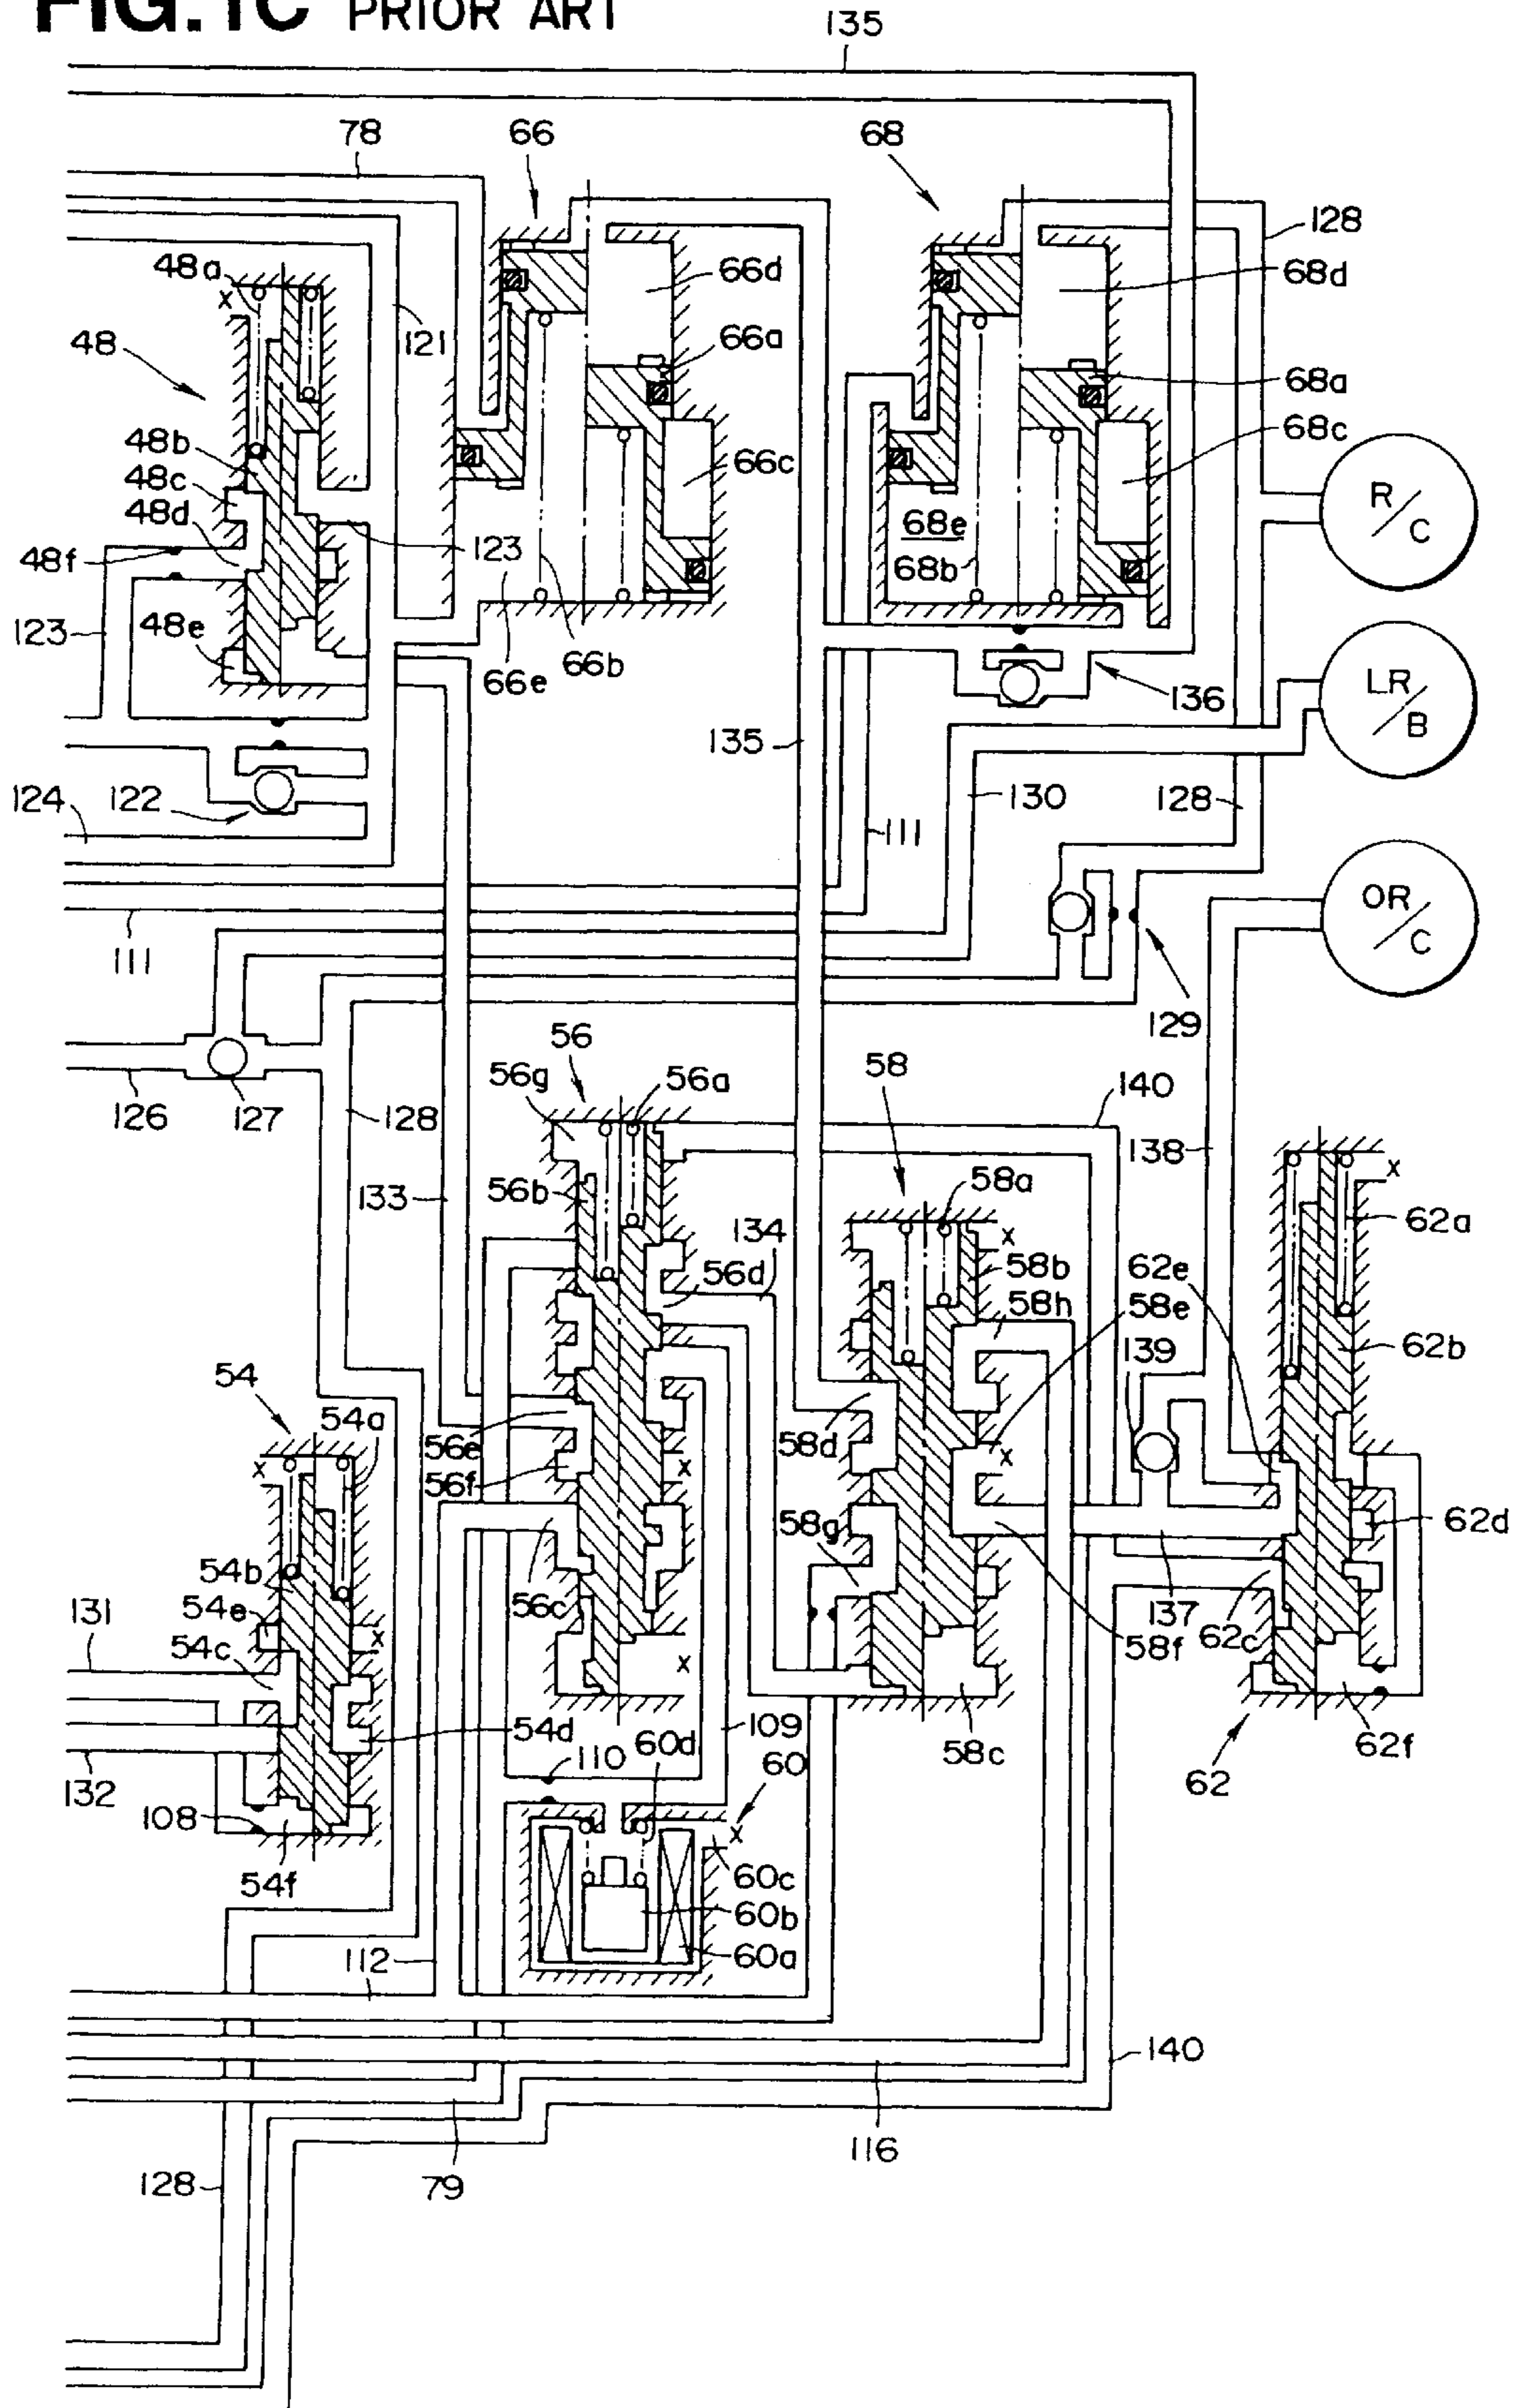 FIG. 1C PRIOR ART
135
78
66
68
128
48a
x
66d
68d
48
121
66a
68a
48b
48c
66c
68c
R/C
48d
68e
48f
123
68b
123
48e
66b
66e
136
LR/B
135
124
122
130
128
111
OR/C
111
129
56
58
56g
56a
140
126
127
128
138
x
133
56b
58a
62a
134
x
56d
58b
62e
58h
58e
62b
54
139
54a
56e
58d
x
x
56f
x
58g
62d
54b
56c
131
54e
137
62c
x
58f
54c
x
54d
109
60d
58c
62f
110
60
132
62
108
x
60c
54f
60b
60a
112
140
116
128
79